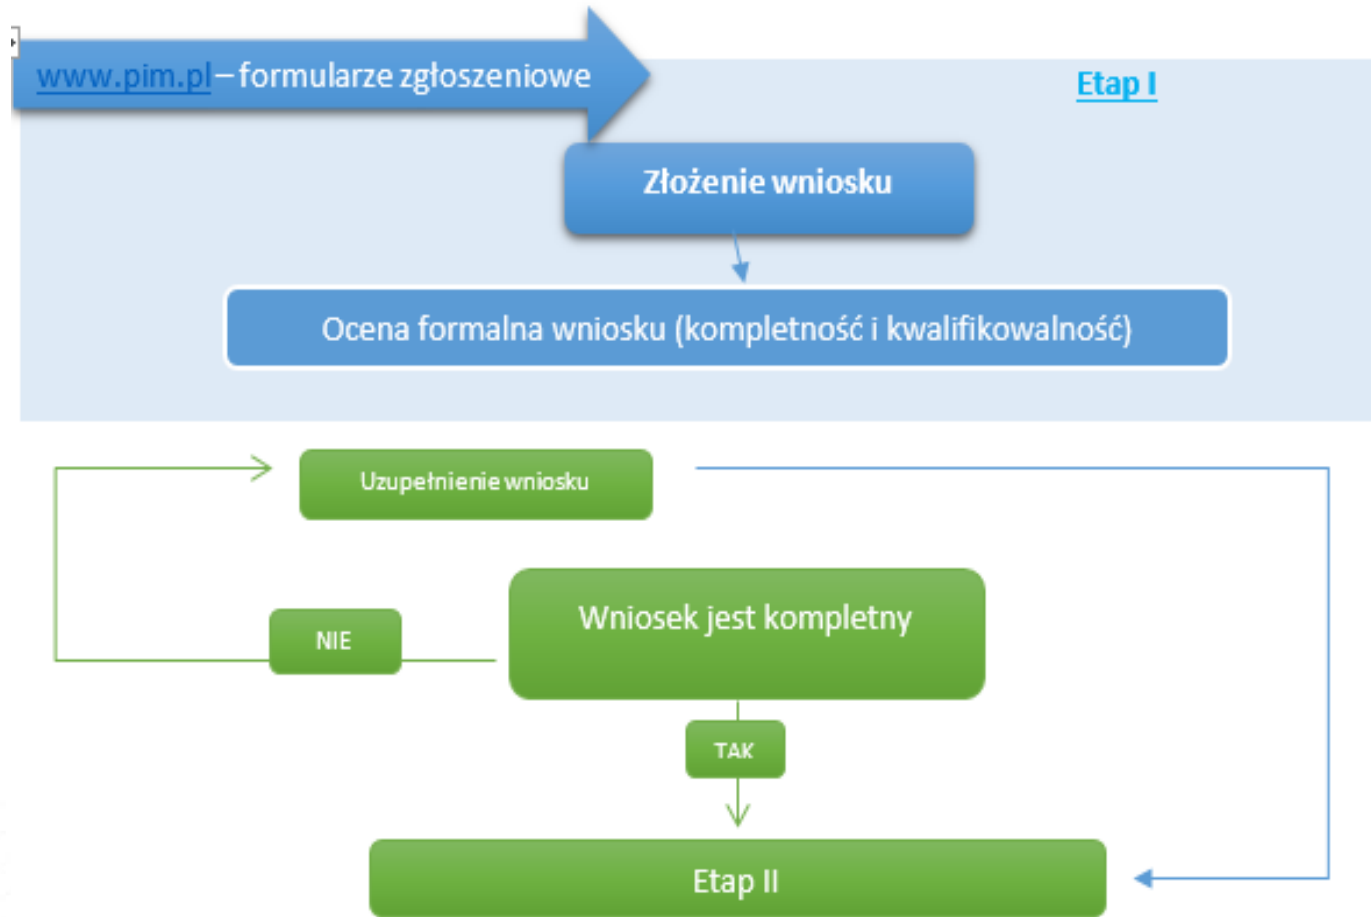 www.pim.pl – formularze zgłoszeniowe
Etap I
Złożenie wniosku
Ocena formalna wniosku (kompletność i kwalifikowalność)
Uzupełnienie wniosku
Wniosek jest kompletny
NIE
TAK
Etap II